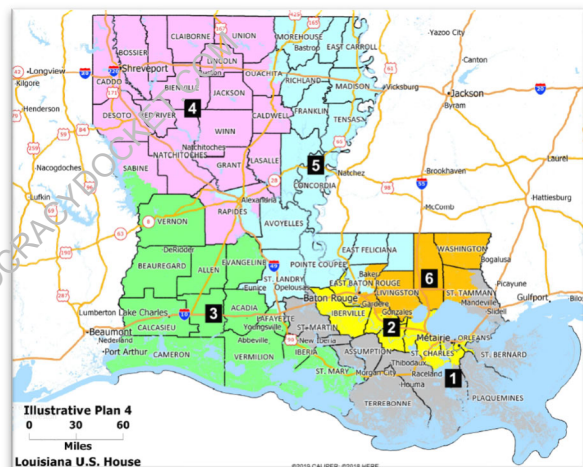 CLAIBORNE
UNION
MOREHOUSE
Bastrop
EAST CARROLL
Yazoo City
BOSSIER
LINCOLN
Ruston
Longview
Kilgore
Shreveport
CADDO
OUACHITA
RICHLAND
MADISON
Vicksburg
Canton
Jackson
Byram
BIENVILLE
JACKSON
Henderson
DESOTO
RED RIVER
4
WINN
CALDWELL
FRANKLIN
TENSAS
NATCHITOCHES
Natchitoches
Nacogdoches
SABINE
GRANT
LASALLE
5
CONCORDIA
Natchez
Brookhaven
Laurel
Hattiesburg
McComb
Lufkin
Alexandria
RAPIDES
VERNON
AVOYELLES
DeRidder
BEAUREGARD
ALLEN
EVANGELINE
EAST FELICIANA
WASHINGTON
Bogalusa
6
POINTE COUPEE
ST. LANDRY
Opelousas
Eunice
Baker
EAST BATON ROUGE
LIVINGSTON
Baton Rouge
ST. TAMMANY
Mandeville
Slidell
Picayune
Gulfport
Lumberton
Lake Charles
3
ACADIA
LAFAYETTE
Youngsville
IBERVILLE
Gardere
Gonzales
Beaumont
Nederland
Port Arthur
CALCASIEU
ST. MARTIN
New Iberia
2
Metairie
ORLEANS
Abbeville
IBERIA
ASSUMPTION
ST. CHARLES
ST. BERNARD
CAMERON
VERMILION
ST. MARY
Thibodaux
Morgan City
Raceland
Houma
1
PLAQUEMINES
TERREBONNE
Illustrative Plan 4
0 30 60
Miles
Louisiana U.S. House
©2019 CALIPER; ©2018 HERE